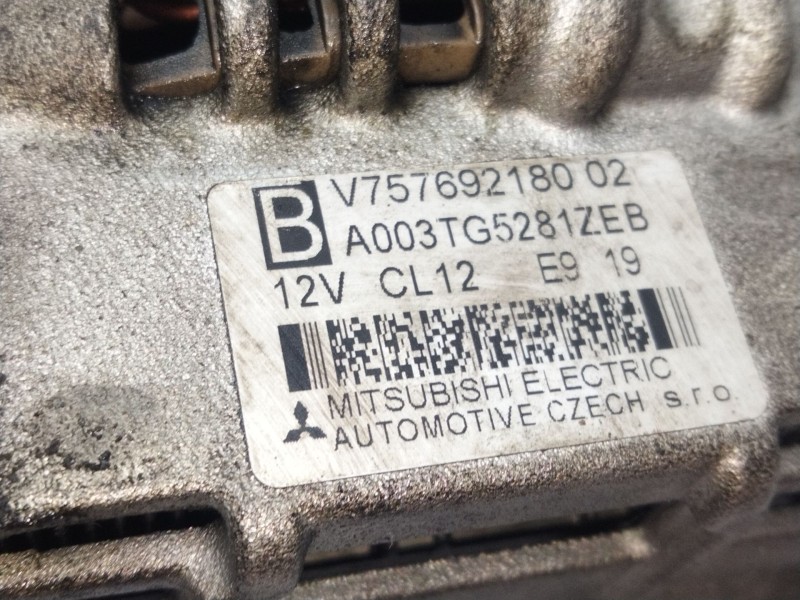 B
V757692180 02
A003TG5281ZEB
12V CL12 E9 19
MITSUBISHI ELECTRIC
AUTOMOTIVE CZECH s.r.o.